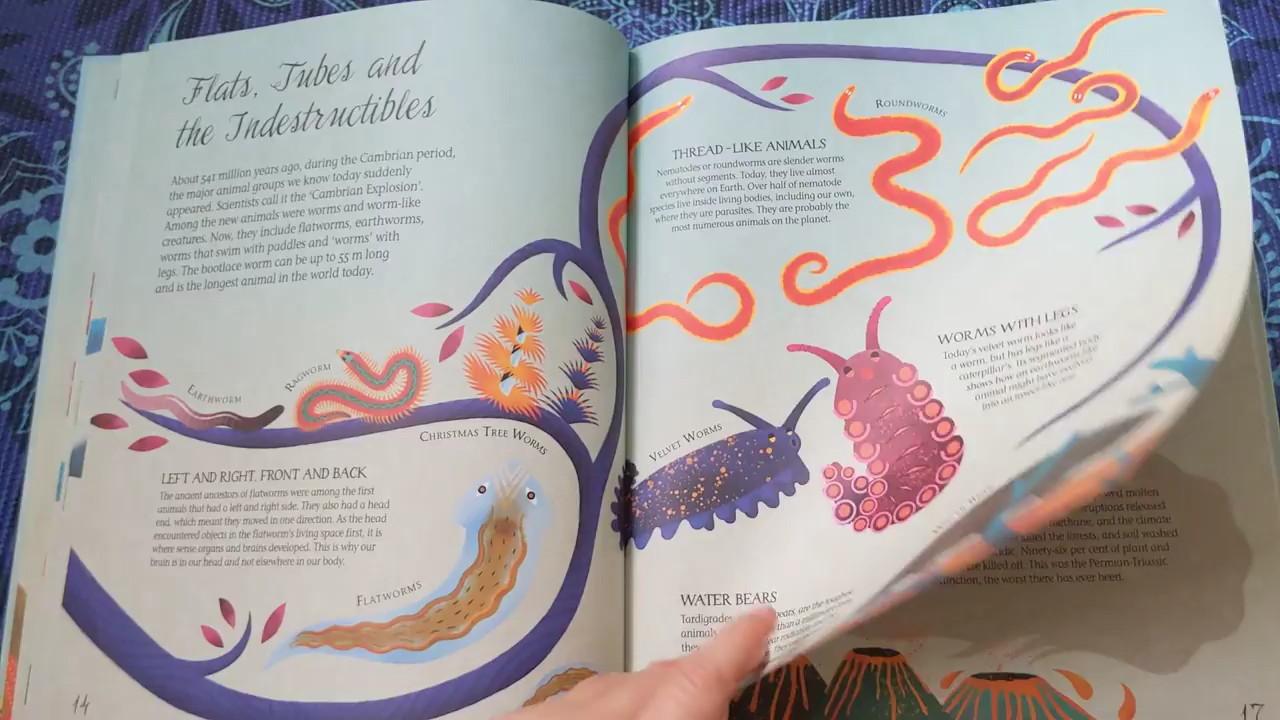 Flats, Tubes and
the Indestructibles
About 541 million years ago, during the Cambrian period,
the major animal groups we know today suddenly
appeared. Scientists call it the ‘Cambrian Explosion’.
Among the new animals were worms and worm-like
creatures. Now, they include flatworms, earthworms,
worms that swim with paddles and ‘worms’ with
legs. The bootlace worm can be up to 55 m long
and is the longest animal in the world today.
EARTHWORM
RAGWORM
CHRISTMAS TREE WORMS
LEFT AND RIGHT, FRONT AND BACK
The ancient ancestors of flatworms were among the first
animals that had a left and right side. They also had a head
end, which meant they moved in one direction. As the head
encountered objects in the flatworm's living space first, it is
where sense organs and brains developed. This is why our
brain is in our head and not elsewhere in our body.
FLATWORMS
14
ROUNDWORMS
THREAD-LIKE ANIMALS
Nematodes or roundworms are slender worms
without segments. Today, they live almost
everywhere on Earth. Over half of nematode
species live inside living bodies, including our own,
where they are parasites. They are probably the
most numerous animals on the planet.
WORMS WITH LEGS
Today's velvet worm looks like
a worm, but has legs like a
caterpillar's. Its segmented body
shows how an earthworm-like
animal might have evolved
into an insect-like one.
VELVET WORMS
WATER BEARS
Tardigrades bears, are the toughest
animals than a millimetre
they radiation
molten
eruptions released
methane, and the climate
the forests, and soil washed
Ninety-six per cent of plant and
killed off. This was the Permian-Triassic
the worst there has ever been.
17